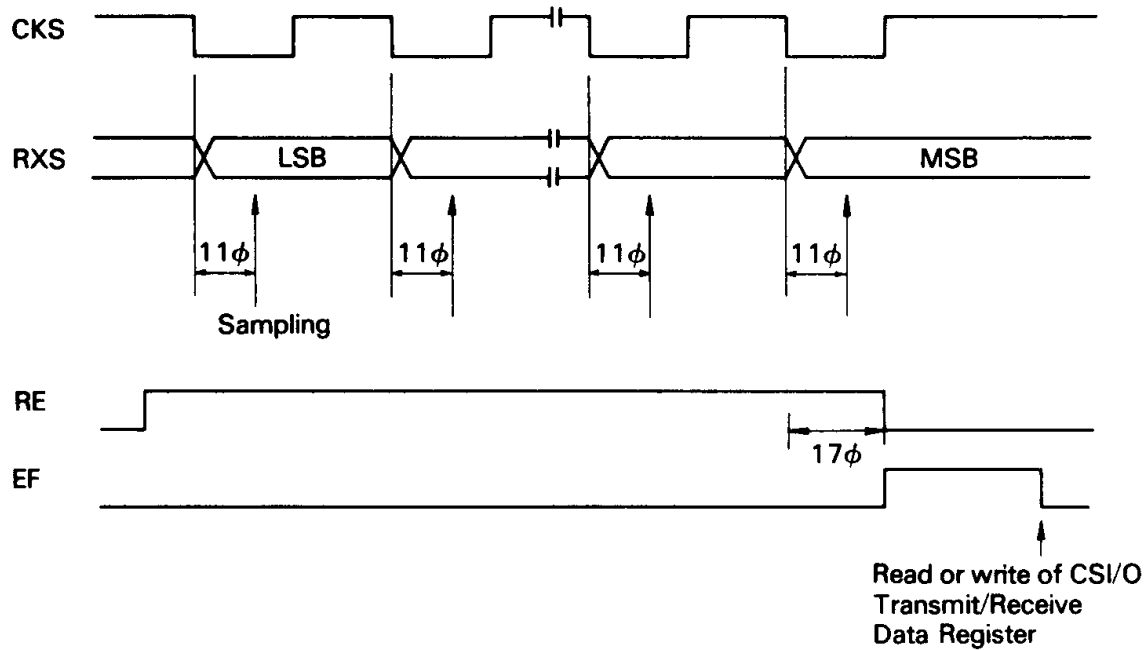 CKS
RXS
LSB
MSB
11ϕ
11ϕ
11ϕ
11ϕ
Sampling
RE
17ϕ
EF
Read or write of CSI/O
Transmit/Receive
Data Register